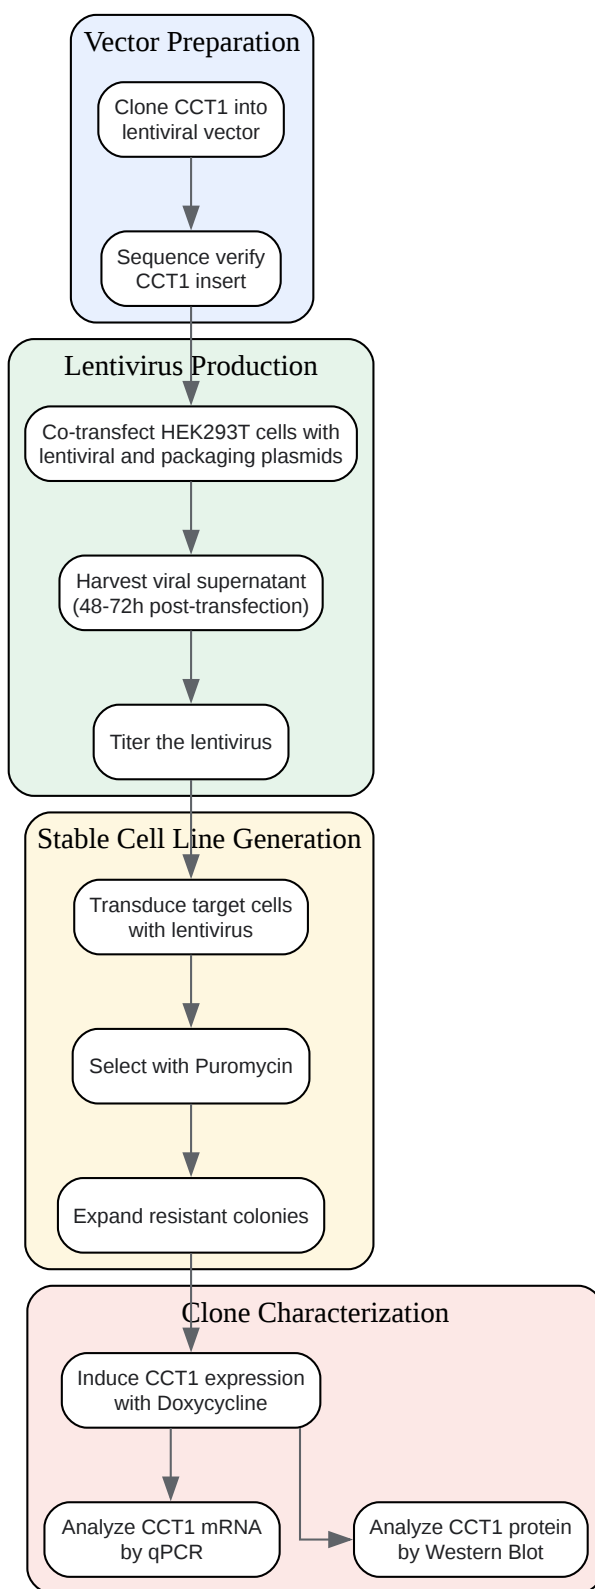 Vector Preparation
Clone CCT1 into
lentiviral vector
Sequence verify
CCT1 insert
Lentivirus Production
Co-transfect HEK293T cells with
lentiviral and packaging plasmids
Harvest viral supernatant
(48-72h post-transfection)
Titer the lentivirus
Stable Cell Line Generation
Transduce target cells
with lentivirus
Select with Puromycin
Expand resistant colonies
Clone Characterization
Induce CCT1 expression
with Doxycycline
Analyze CCT1 mRNA
by qPCR
Analyze CCT1 protein
by Western Blot